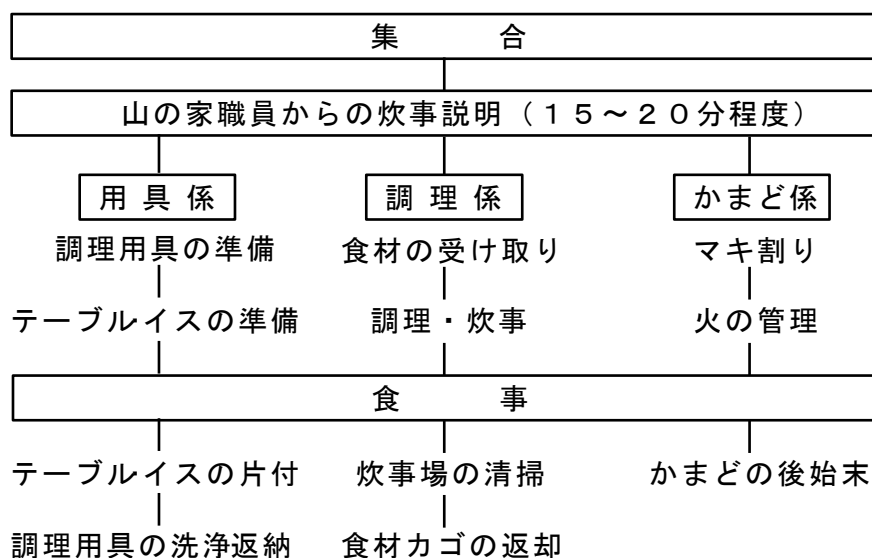 集　　合
山の家職員からの炊事説明（１５～２０分程度）
用 具 係　調 理 係　かまど係
調理用具の準備　食材の受け取り　マキ割り
テーブルイスの準備　調理・炊事　火の管理
食　　事
テーブルイスの片付　炊事場の清掃　かまどの後始末
調理用具の洗浄返納　食材カゴの返却